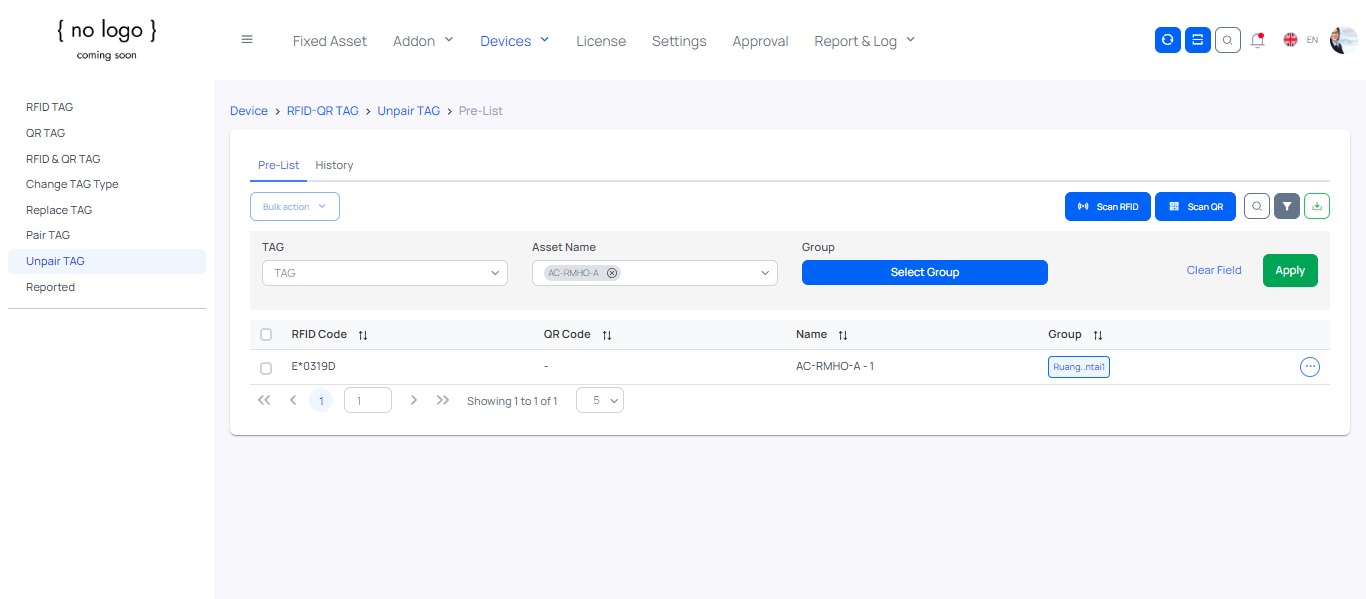 { no logo }
coming soon
Fixed Asset Addon Devices License Settings Approval Report & Log EN
RFID TAG
QR TAG
RFID & QR TAG
Change TAG Type
Replace TAG
Pair TAG
Unpair TAG
Reported
Device > RFID-QR TAG > Unpair TAG > Pre-List
Pre-List History
Bulk action Scan RFID Scan QR
TAG Asset Name Group
TAG AC-RMHO-A Select Group Clear Field Apply
RFID Code QR Code Name Group
E*0319D - AC-RMHO-A - 1 Ruang..ntai1
1 1 Showing 1 to 1 of 1 5